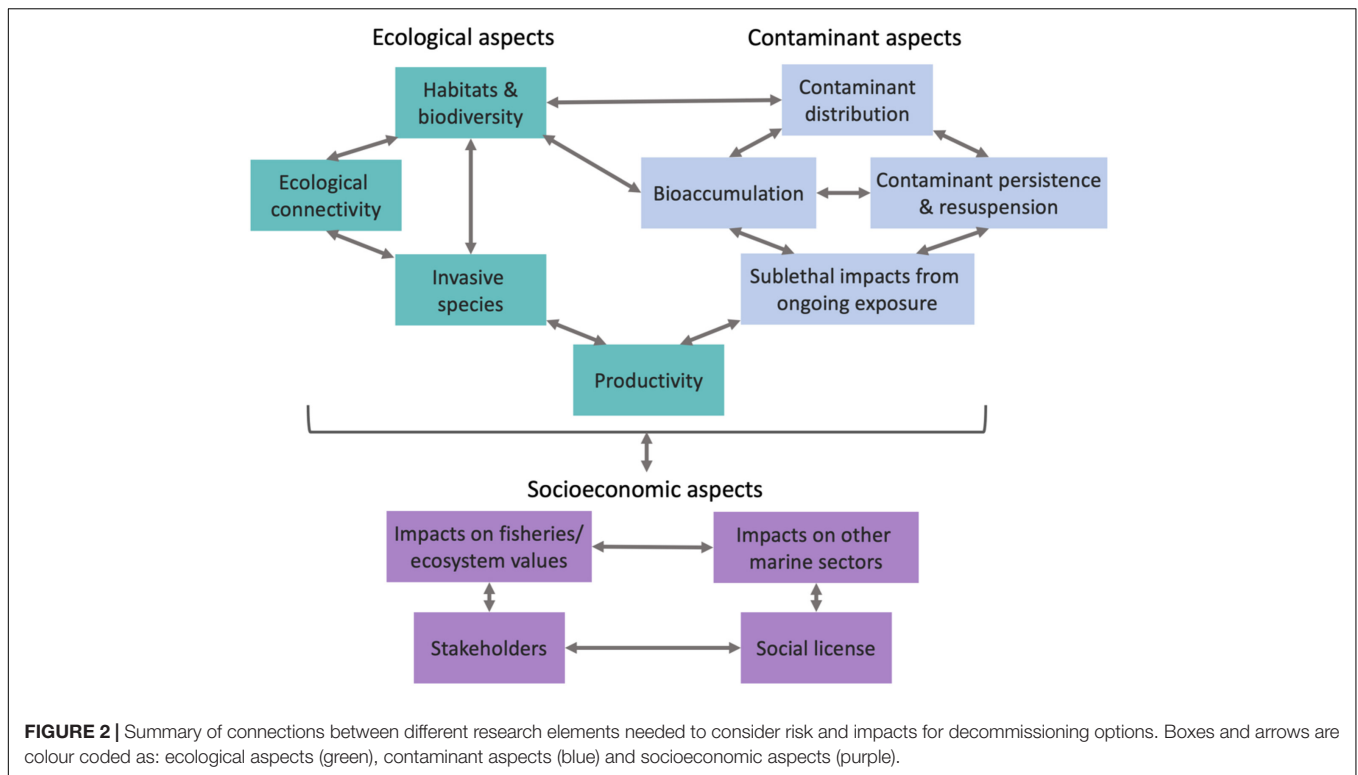 Ecological aspects
Contaminant aspects
Habitats &
biodiversity
Contaminant
distribution
Ecological
connectivity
Bioaccumulation
Contaminant persistence
& resuspension
Invasive
species
Sublethal impacts from
ongoing exposure
Productivity
Socioeconomic aspects
Impacts on fisheries/
ecosystem values
Impacts on other
marine sectors
Stakeholders
Social license
FIGURE 2 | Summary of connections between different research elements needed to consider risk and impacts for decommissioning options. Boxes and arrows are
colour coded as: ecological aspects (green), contaminant aspects (blue) and socioeconomic aspects (purple).